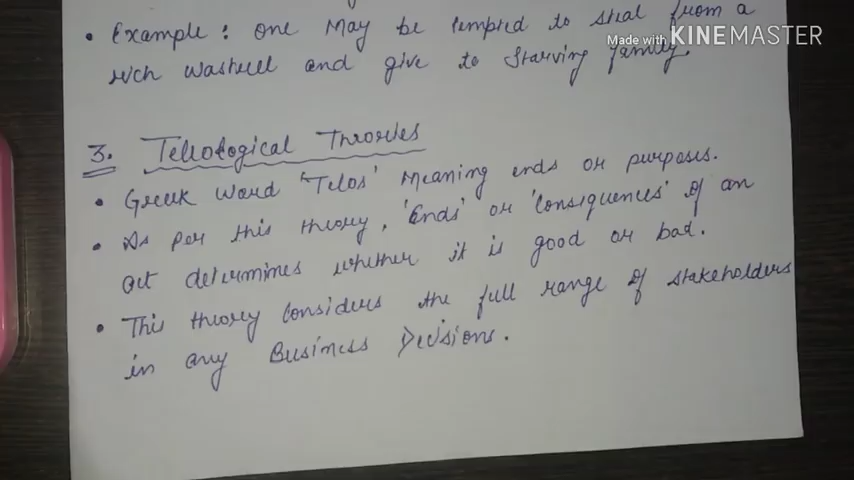 • Example : one may be tempted to steal from a
Made with KINEMASTER
rich wastrel and give to starving family.
3. Teleological Theories
• Greek word 'Telos' Meaning ends or purposes.
• As per this theory, 'Ends' or 'Consequences' of an
act determines whether it is good or bad.
• This theory considers the full range of stakeholders
in any Business Decisions.